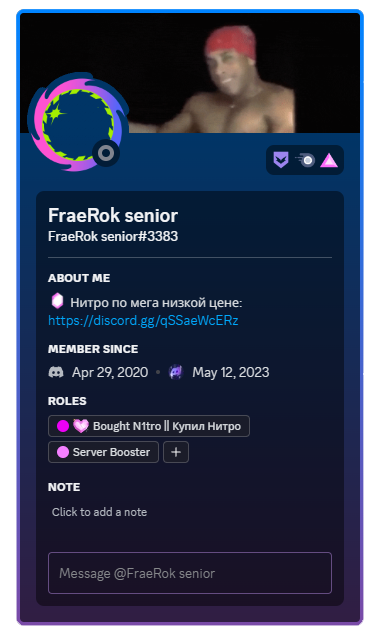 FraeRok senior
FraeRok senior#3383
ABOUT ME
Нитро по мега низкой цене:
https://discord.gg/qSSaeWcERz
MEMBER SINCE
Apr 29, 2020 • May 12, 2023
ROLES
Bought N1tro || Купил Нитро
Server Booster +
NOTE
Click to add a note
Message @FraeRok senior